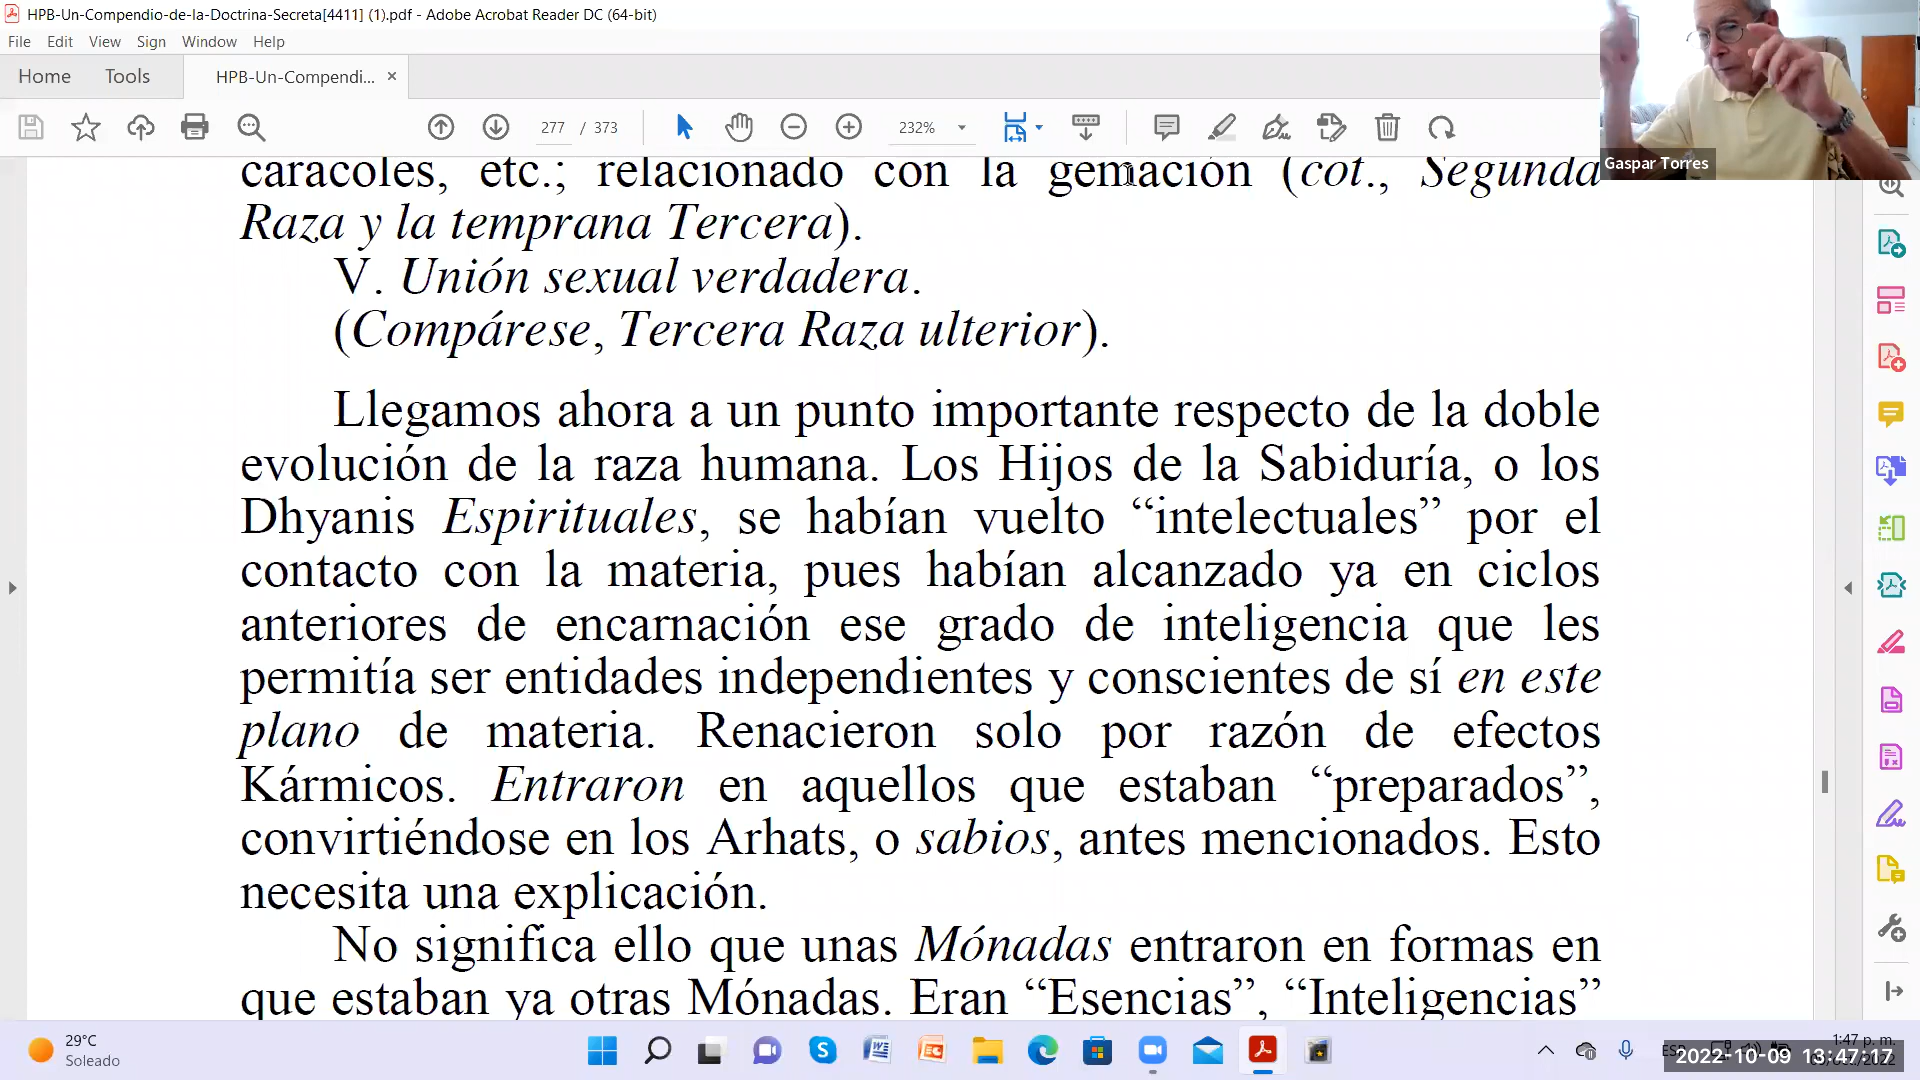 HPB-Un-Compendio-de-la-Doctrina-Secreta[4411] (1).pdf - Adobe Acrobat Reader DC (64-bit)
File Edit View Sign Window Help
Home Tools HPB-Un-Compendi... ×
277 / 373 232%
Gaspar Torres
caracoles, etc.; relacionado con la gemación (cot., Segunda
Raza y la temprana Tercera).
V. Unión sexual verdadera.
(Compárese, Tercera Raza ulterior).
Llegamos ahora a un punto importante respecto de la doble
evolución de la raza humana. Los Hijos de la Sabiduría, o los
Dhyanis Espirituales, se habían vuelto “intelectuales” por el
contacto con la materia, pues habían alcanzado ya en ciclos
anteriores de encarnación ese grado de inteligencia que les
permitía ser entidades independientes y conscientes de sí en este
plano de materia. Renacieron solo por razón de efectos
Kármicos. Entraron en aquellos que estaban “preparados”,
convirtiéndose en los Arhats, o sabios, antes mencionados. Esto
necesita una explicación.
No significa ello que unas Mónadas entraron en formas en
que estaban ya otras Mónadas. Eran “Esencias”, “Inteligencias”
29°C
Soleado
1:47 p. m.
2022-10-09 13:47:17